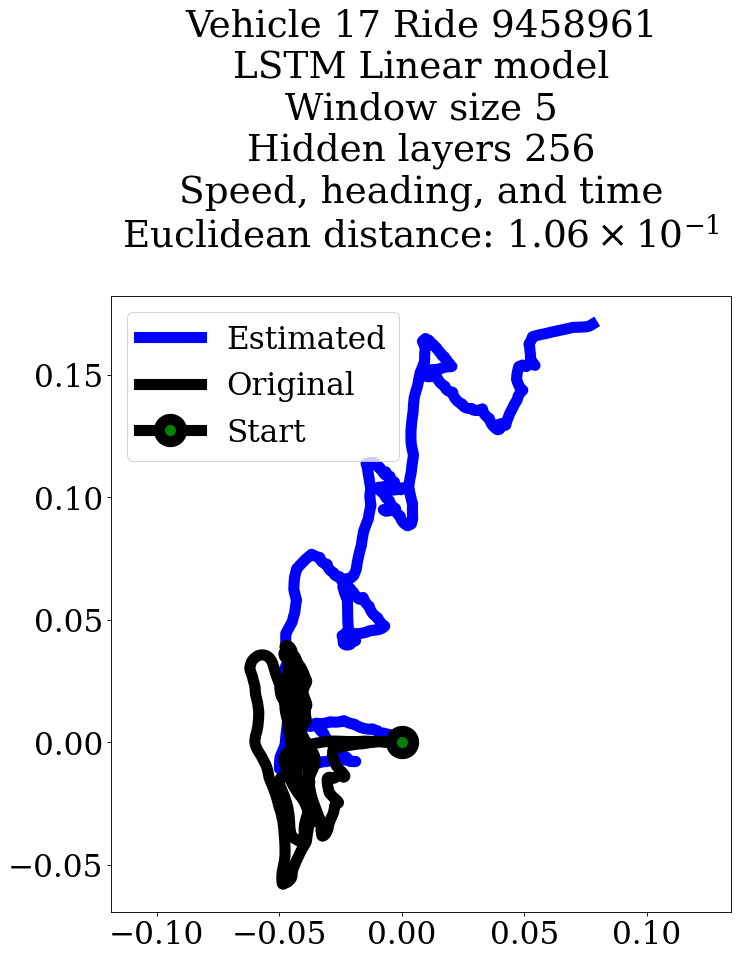 Vehicle 17 Ride 9458961
LSTM Linear model
Window size 5
Hidden layers 256
Speed, heading, and time
Euclidean distance: 1.06 × 10⁻¹
Estimated
Original
Start
0.15
0.10
0.05
0.00
−0.05
−0.10 −0.05 0.00 0.05 0.10